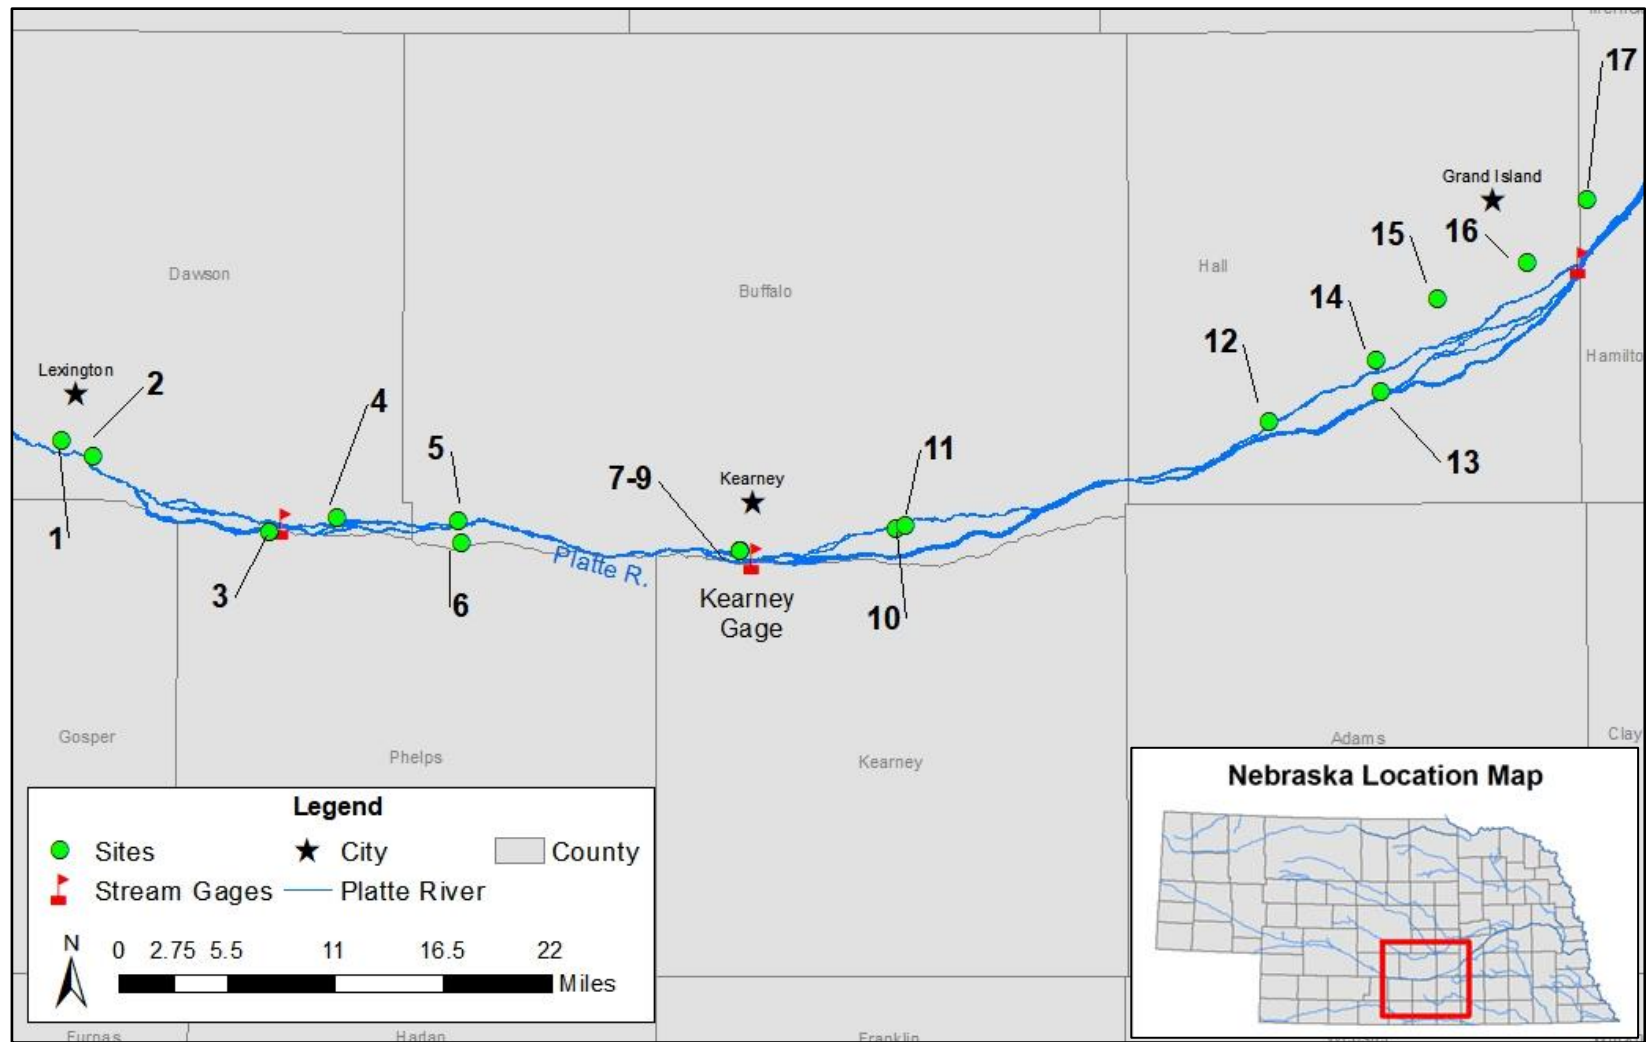 17
Grand Island
16
15
Hall
Dawson
Buffalo
14
12
Hamilto
Lexington
2
4
5
11
7-9
Kearney
13
1
3
6
Platte R.
10
Kearney
Gage
Gosper
Phelps
Kearney
Adams
Clay
Legend
Sites
City
County
Stream Gages
Platte River
N
0 2.75 5.5 11 16.5 22
Miles
Furnas
Harlan
Franklin
Nebraska Location Map